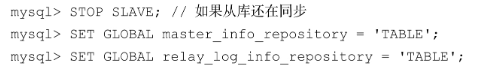 mysql> STOP SLAVE; // 如果从库还在同步
mysql> SET GLOBAL master_info_repository = 'TABLE';
mysql> SET GLOBAL relay_log_info_repository = 'TABLE';